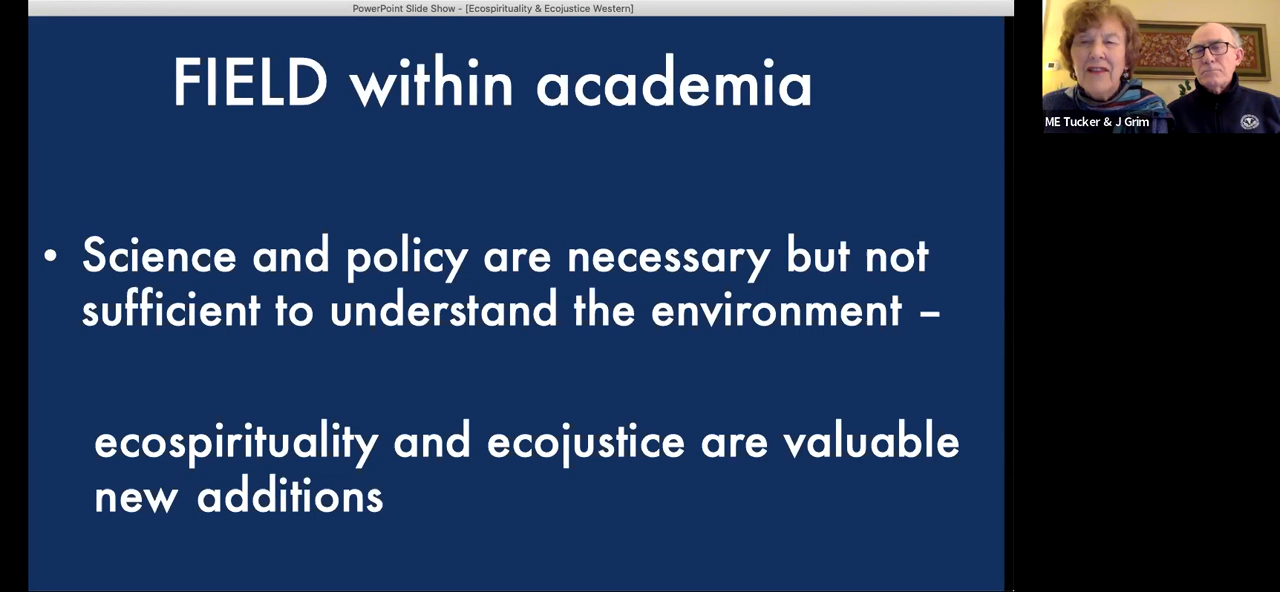 PowerPoint Slide Show - [Ecospirituality & Ecojustice Western]
FIELD within academia
• Science and policy are necessary but not
sufficient to understand the environment –
ecospirituality and ecojustice are valuable
new additions
ME Tucker & J Grim